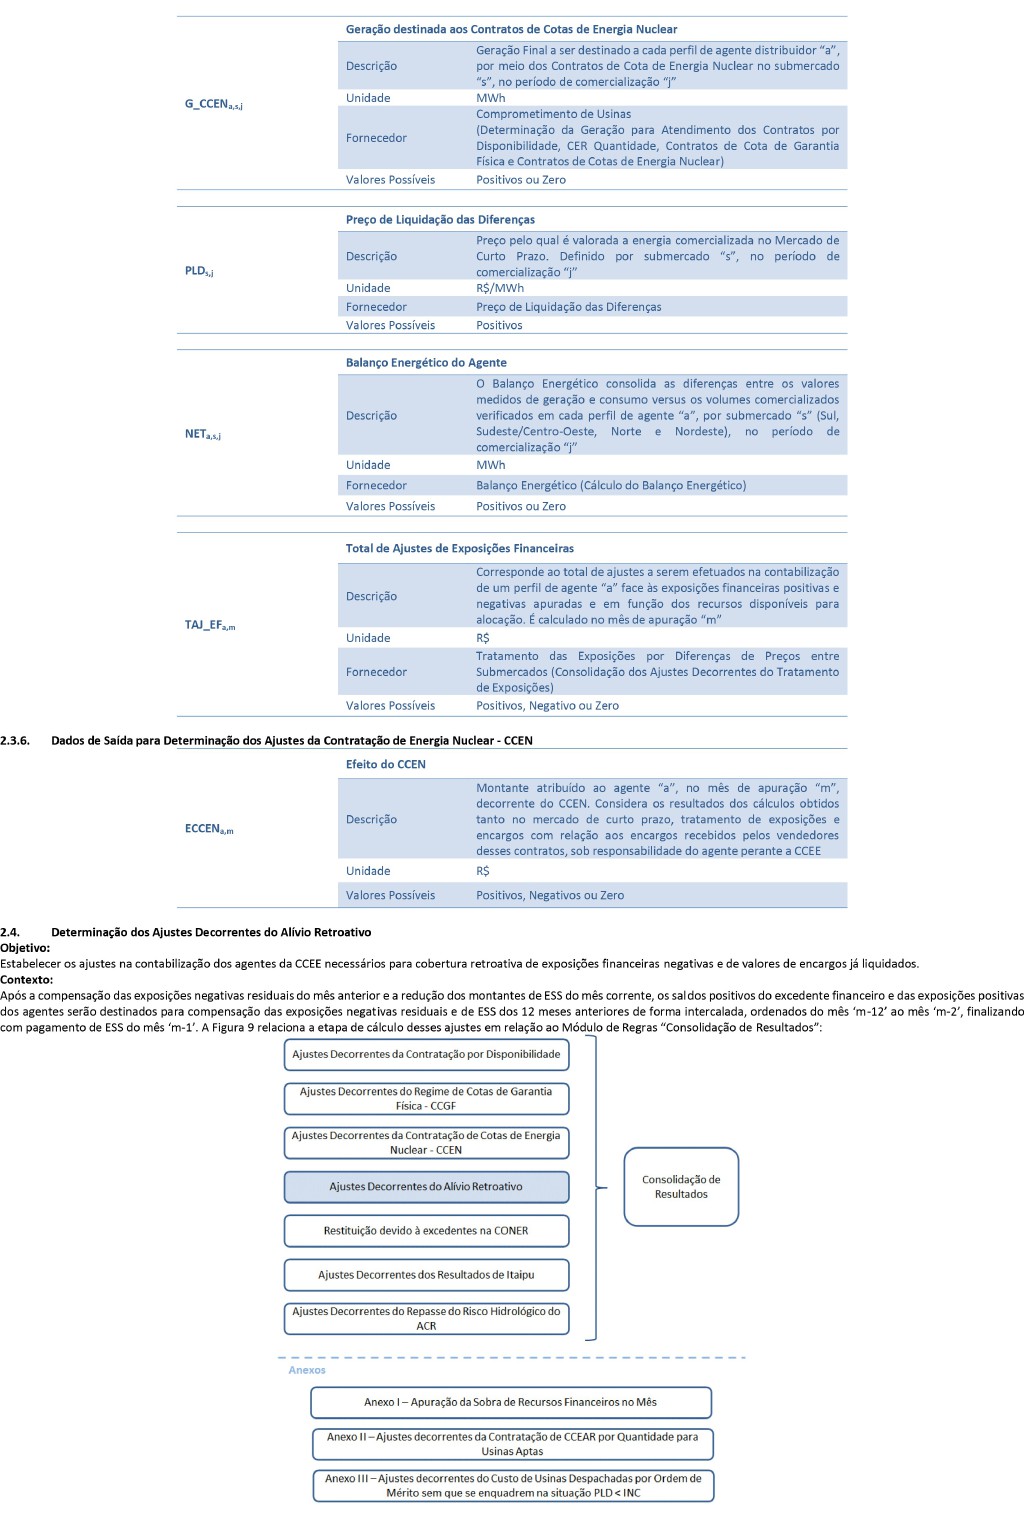 Geração destinada aos Contratos de Cotas de Energia Nuclear
G_CCENa,s,j
Descrição
Geração Final a ser destinado a cada perfil de agente distribuidor “a”,
por meio dos Contratos de Cota de Energia Nuclear no submercado
“s”, no período de comercialização “j”
Unidade
MWh
Fornecedor
Comprometimento de Usinas
(Determinação da Geração para Atendimento dos Contratos por
Disponibilidade, CER Quantidade, Contratos de Cota de Garantia
Física e Contratos de Cotas de Energia Nuclear)
Valores Possíveis
Positivos ou Zero
Preço de Liquidação das Diferenças
PLDs,j
Descrição
Preço pelo qual é valorada a energia comercializada no Mercado de
Curto Prazo. Definido por submercado “s”, no período de
comercialização “j”
Unidade
R$/MWh
Fornecedor
Preço de Liquidação das Diferenças
Valores Possíveis
Positivos
Balanço Energético do Agente
NETa,s,j
Descrição
O Balanço Energético consolida as diferenças entre os valores
medidos de geração e consumo versus os volumes comercializados
verificados em cada perfil de agente “a”, por submercado “s” (Sul,
Sudeste/Centro-Oeste, Norte e Nordeste), no período de
comercialização “j”
Unidade
MWh
Fornecedor
Balanço Energético (Cálculo do Balanço Energético)
Valores Possíveis
Positivos ou Zero
Total de Ajustes de Exposições Financeiras
TAJ_EFa,m
Descrição
Corresponde ao total de ajustes a serem efetuados na contabilização
de um perfil de agente “a” face às exposições financeiras positivas e
negativas apuradas e em função dos recursos disponíveis para
alocação. É calculado no mês de apuração “m”
Unidade
R$
Fornecedor
Tratamento das Exposições por Diferenças de Preços entre
Submercados (Consolidação dos Ajustes Decorrentes do Tratamento
de Exposições)
Valores Possíveis
Positivos, Negativo ou Zero
2.3.6. Dados de Saída para Determinação dos Ajustes da Contratação de Energia Nuclear - CCEN
Efeito do CCEN
ECCENa,m
Descrição
Montante atribuído ao agente “a”, no mês de apuração “m”,
decorrente do CCEN. Considera os resultados dos cálculos obtidos
tanto no mercado de curto prazo, tratamento de exposições e
encargos com relação aos encargos recebidos pelos vendedores
desses contratos, sob responsabilidade do agente perante a CCEE
Unidade
R$
Valores Possíveis
Positivos, Negativos ou Zero
2.4. Determinação dos Ajustes Decorrentes do Alívio Retroativo
Objetivo:
Estabelecer os ajustes na contabilização dos agentes da CCEE necessários para cobertura retroativa de exposições financeiras negativas e de valores de encargos já liquidados.
Contexto:
Após a compensação das exposições negativas residuais do mês anterior e a redução dos montantes de ESS do mês corrente, os saldos positivos do excedente financeiro e das exposições positivas
dos agentes serão destinados para compensação das exposições negativas residuais e de ESS dos 12 meses anteriores de forma intercalada, ordenados do mês ‘m-12’ ao mês ‘m-2’, finalizando
com pagamento de ESS do mês ‘m-1’. A Figura 9 relaciona a etapa de cálculo desses ajustes em relação ao Módulo de Regras “Consolidação de Resultados”:
Ajustes Decorrentes da Contratação por Disponibilidade
Ajustes Decorrentes do Regime de Cotas de Garantia
Física - CCGF
Ajustes Decorrentes da Contratação de Cotas de Energia
Nuclear - CCEN
Ajustes Decorrentes do Alívio Retroativo
Restituição devido à excedentes na CONER
Ajustes Decorrentes dos Resultados de Itaipu
Ajustes Decorrentes do Repasse do Risco Hidrológico do
ACR
Consolidação de
Resultados
Anexos
Anexo I – Apuração da Sobra de Recursos Financeiros no Mês
Anexo II – Ajustes decorrentes da Contratação de CCEAR por Quantidade para
Usinas Aptas
Anexo III – Ajustes decorrentes do Custo de Usinas Despachadas por Ordem de
Mérito sem que se enquadrem na situação PLD < INC